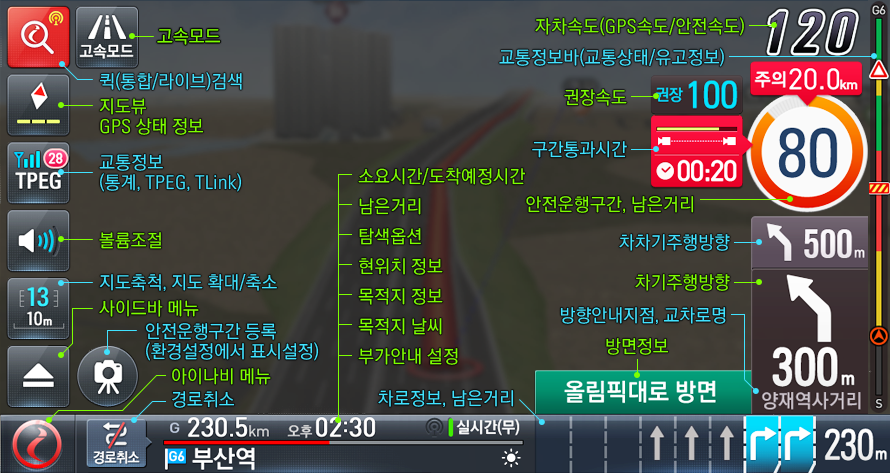 고속모드
고속모드
퀵(통합/라이브)검색
지도뷰
GPS 상태 정보
28
TPEG
교통정보
(통계, TPEG, TLink)
볼륨조절
13
10m
지도축척, 지도 확대/축소
사이드바 메뉴
안전운행구간 등록
(환경설정에서 표시설정)
아이나비 메뉴
경로취소
소요시간/도착예정시간
남은거리
탐색옵션
현위치 정보
목적지 정보
목적지 날씨
부가안내 설정
차로정보, 남은거리
자차속도(GPS속도/안전속도)
120
G6
교통정보바(교통상태/유고정보)
주의20.0km
권장속도
권장 100
80
구간통과시간
00:20
안전운행구간, 남은거리
차차기주행방향
500m
차기주행방향
방향안내지점, 교차로명
300m
양재역사거리
방면정보
올림픽대로 방면
S
경로취소
G 230.5km 오후 02:30 실시간(무)
G6 부산역
230m